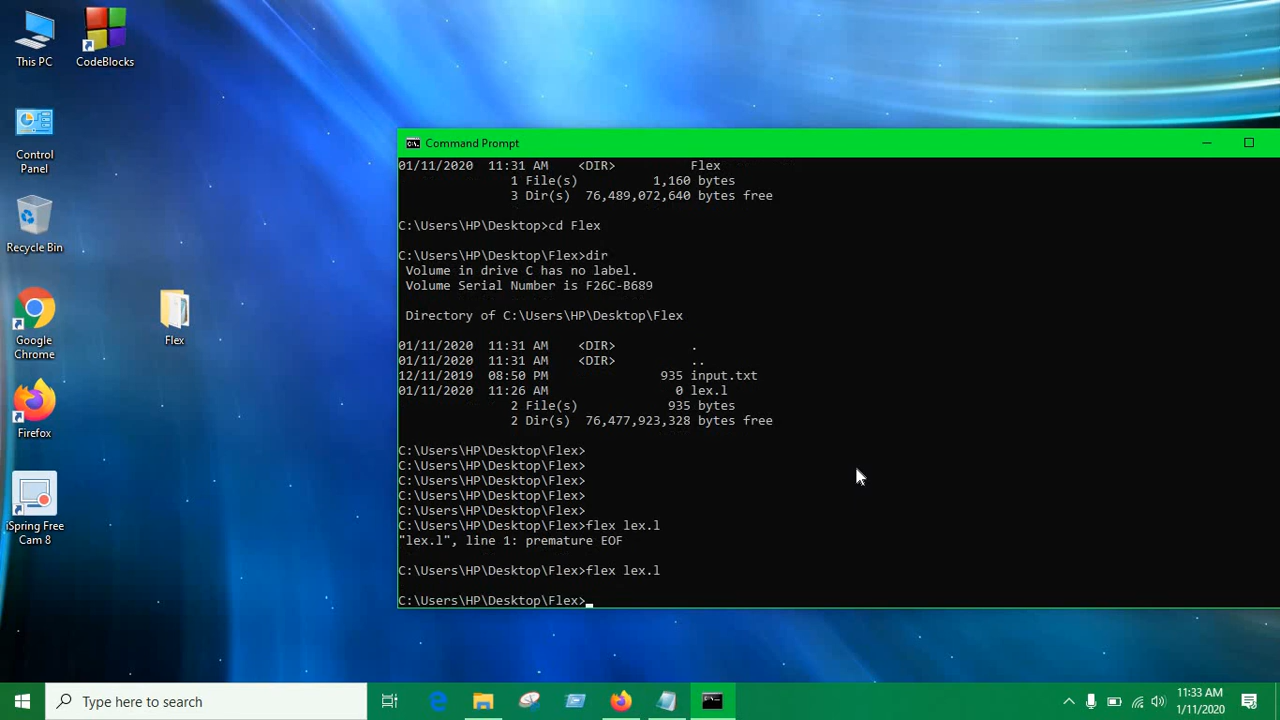 This PC
CodeBlocks
Control
Panel
Recycle Bin
Google
Chrome
Flex
Firefox
iSpring Free
Cam 8
Command Prompt
01/11/2020  11:31 AM    <DIR>          Flex
               1 File(s)          1,160 bytes
               3 Dir(s)  76,489,072,640 bytes free
C:\Users\HP\Desktop>cd Flex
C:\Users\HP\Desktop\Flex>dir
 Volume in drive C has no label.
 Volume Serial Number is F26C-B689
 Directory of C:\Users\HP\Desktop\Flex
01/11/2020  11:31 AM    <DIR>          .
01/11/2020  11:31 AM    <DIR>          ..
12/11/2019  08:50 PM               935 input.txt
01/11/2020  11:26 AM                 0 lex.l
               2 File(s)            935 bytes
               2 Dir(s)  76,477,923,328 bytes free
C:\Users\HP\Desktop\Flex>
C:\Users\HP\Desktop\Flex>
C:\Users\HP\Desktop\Flex>
C:\Users\HP\Desktop\Flex>
C:\Users\HP\Desktop\Flex>
C:\Users\HP\Desktop\Flex>flex lex.l
"lex.l", line 1: premature EOF
C:\Users\HP\Desktop\Flex>flex lex.l
C:\Users\HP\Desktop\Flex>
Type here to search
11:33 AM
1/11/2020